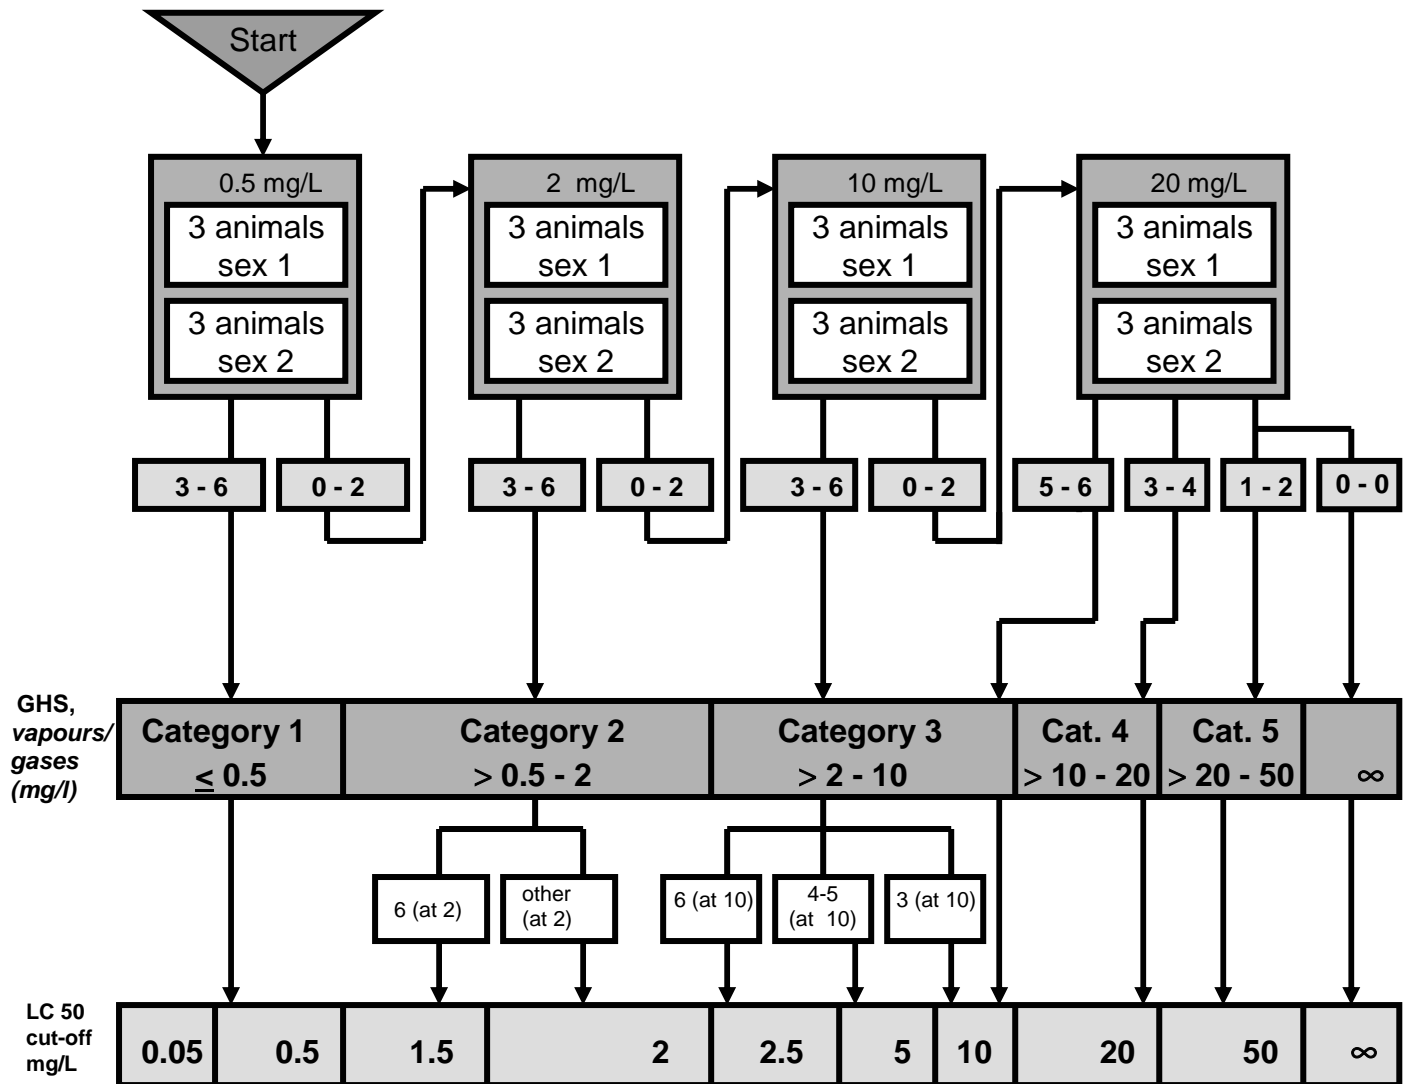 Start
0.5 mg/L
3 animals
sex 1
3 animals
sex 2
2 mg/L
3 animals
sex 1
3 animals
sex 2
10 mg/L
3 animals
sex 1
3 animals
sex 2
20 mg/L
3 animals
sex 1
3 animals
sex 2
3 - 6
0 - 2
3 - 6
0 - 2
3 - 6
0 - 2
5 - 6
3 - 4
1 - 2
0 - 0
GHS,
vapours/
gases
(mg/l)
Category 1
≤ 0.5
Category 2
> 0.5 - 2
Category 3
> 2 - 10
Cat. 4
> 10 - 20
Cat. 5
> 20 - 50
∞
6 (at 2)
other
(at 2)
6 (at 10)
4-5
(at 10)
3 (at 10)
LC 50
cut-off
mg/L
0.05
0.5
1.5
2
2.5
5
10
20
50
∞